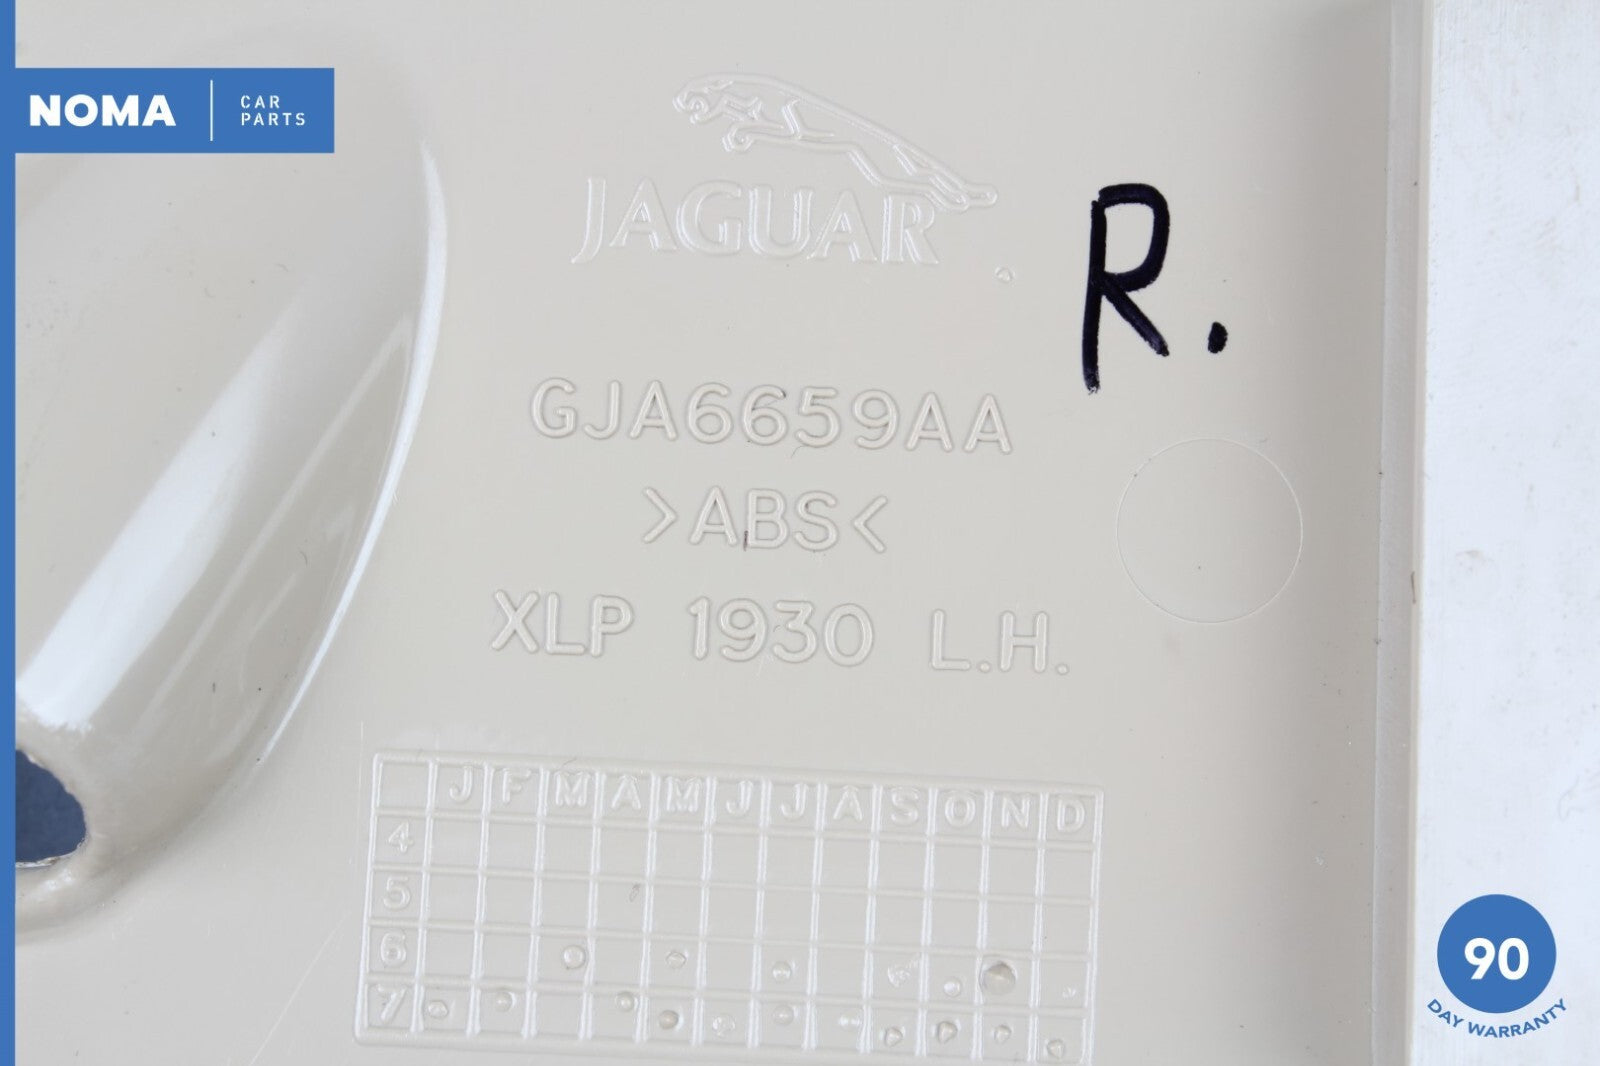 NOMA
CAR
PARTS
JAGUAR
R.
GJA6659AA
>ABS<
XLP 1930 L.H.
J F M A M J J A S O N D
4
5
6
7
90
DAY WARRANTY